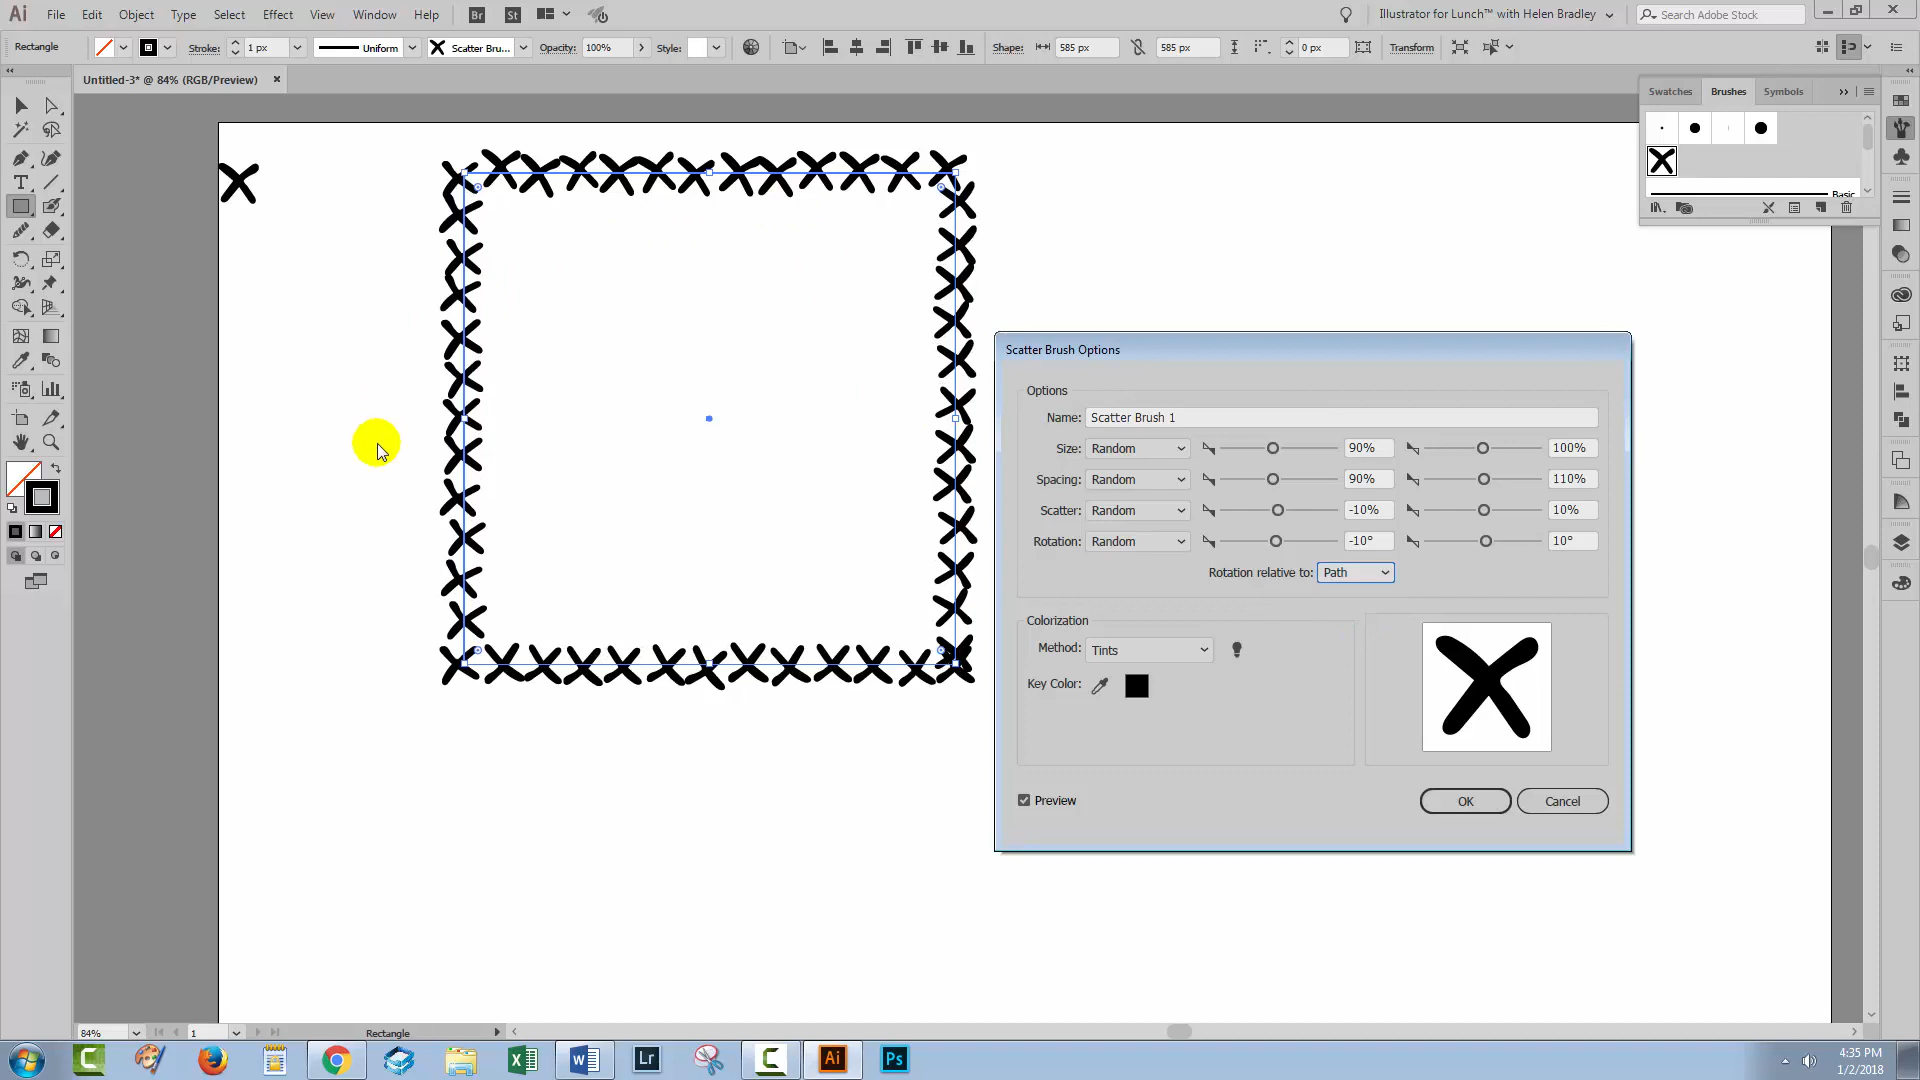 Ai File Edit Object Type Select Effect View Window Help Br St Illustrator for Lunch™ with Helen Bradley Search Adobe Stock
Rectangle Stroke: 1 px Uniform Scatter Bru... Opacity: 100% Style: Shape: 585 px 585 px 0 px Transform
Untitled-3* @ 84% (RGB/Preview)
Swatches Brushes Symbols
Basic
Scatter Brush Options
Options
Name: Scatter Brush 1
Size: Random 90% 100%
Spacing: Random 90% 110%
Scatter: Random -10% 10%
Rotation: Random -10° 10°
Rotation relative to: Path
Colorization
Method: Tints
Key Color:
Preview
OK Cancel
84% 1 Rectangle
Lr Ai Ps
4:35 PM
1/2/2018